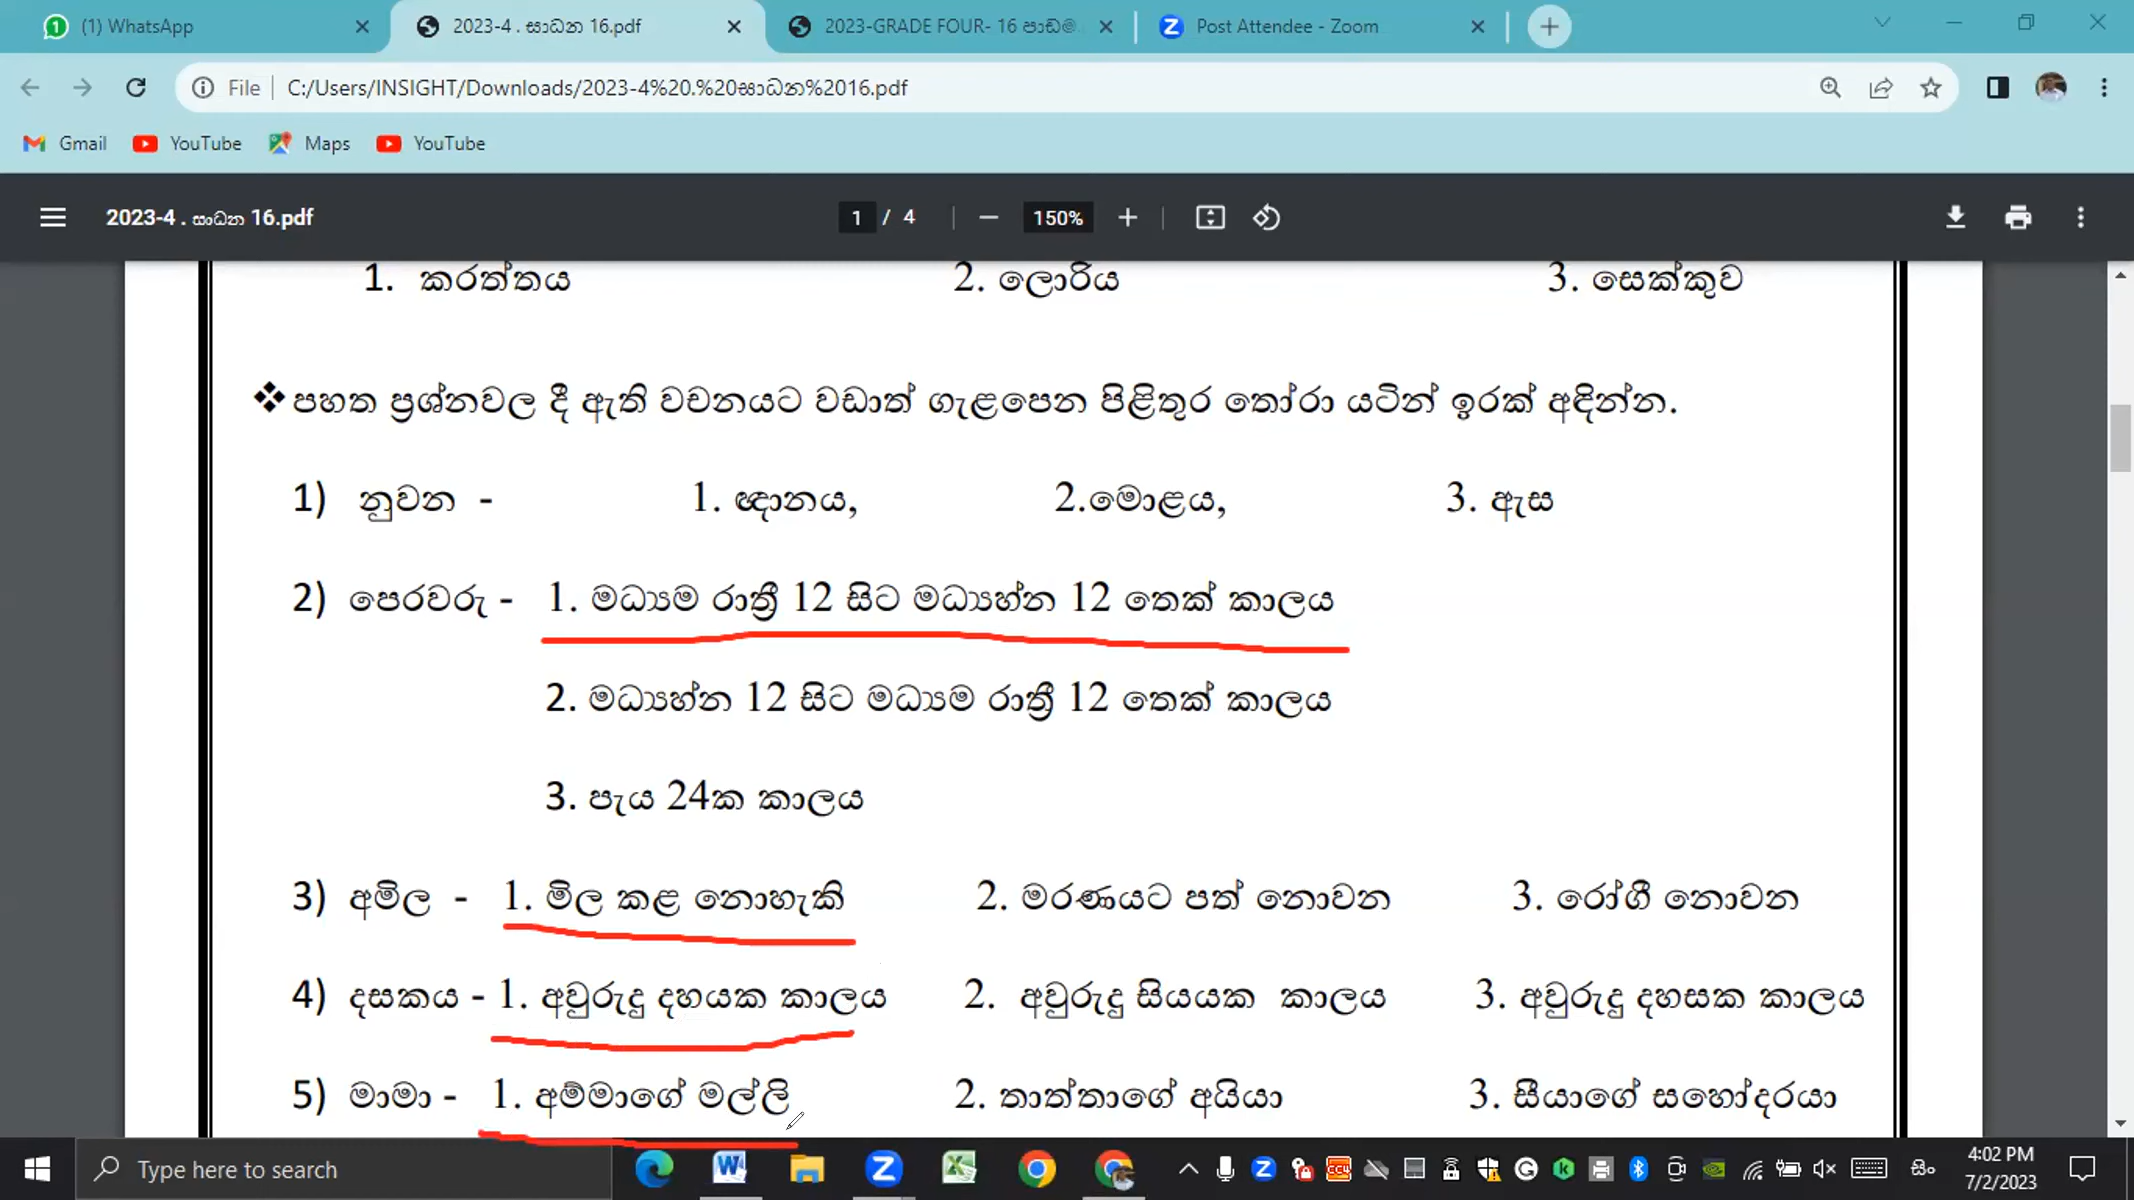 (1) WhatsApp
2023-4 . සාධන 16.pdf
2023-GRADE FOUR- 16 පාඩම
Post Attendee - Zoom
File
C:/Users/INSIGHT/Downloads/2023-4%20.%20සාධන%2016.pdf
Gmail
YouTube
Maps
YouTube
2023-4 . සාධන 16.pdf
1 / 4
150%
1. කරත්තය 2. ලොරිය 3. සෙක්කුව
❖ පහත ප්‍රශ්නවල දී ඇති වචනයට වඩාත් ගැළපෙන පිළිතුර තෝරා යටින් ඉරක් අඳින්න.
1) නුවන - 1. ඥානය, 2.මොළය, 3. ඇස
2) පෙරවරු - 1. මධ්‍යම රාත්‍රී 12 සිට මධ්‍යහ්න 12 තෙක් කාලය
2. මධ්‍යහ්න 12 සිට මධ්‍යම රාත්‍රී 12 තෙක් කාලය
3. පැය 24ක කාලය
3) අමිල - 1. මිල කළ නොහැකි 2. මරණයට පත් නොවන 3. රෝගී නොවන
4) දසකය - 1. අවුරුදු දහයක කාලය 2. අවුරුදු සියයක කාලය 3. අවුරුදු දහසක කාලය
5) මාමා - 1. අම්මාගේ මල්ලි 2. තාත්තාගේ අයියා 3. සීයාගේ සහෝදරයා
Type here to search
4:02 PM
7/2/2023